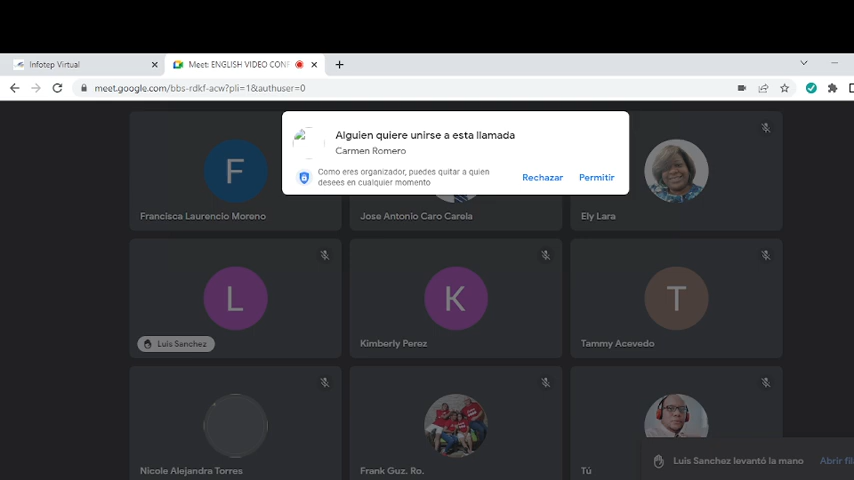 Infotep Virtual
Meet: ENGLISH VIDEO CONF
meet.google.com/bbs-rdkf-acw?pli=1&authuser=0
Alguien quiere unirse a esta llamada
Carmen Romero
Como eres organizador, puedes quitar a quien
desees en cualquier momento
Rechazar
Permitir
F
Francisca Laurencio Moreno
Jose Antonio Caro Carela
Ely Lara
L
K
T
Luis Sanchez
Kimberly Perez
Tammy Acevedo
Nicole Alejandra Torres
Frank Guz. Ro.
Tú
Luis Sanchez levantó la mano
Abrir fil